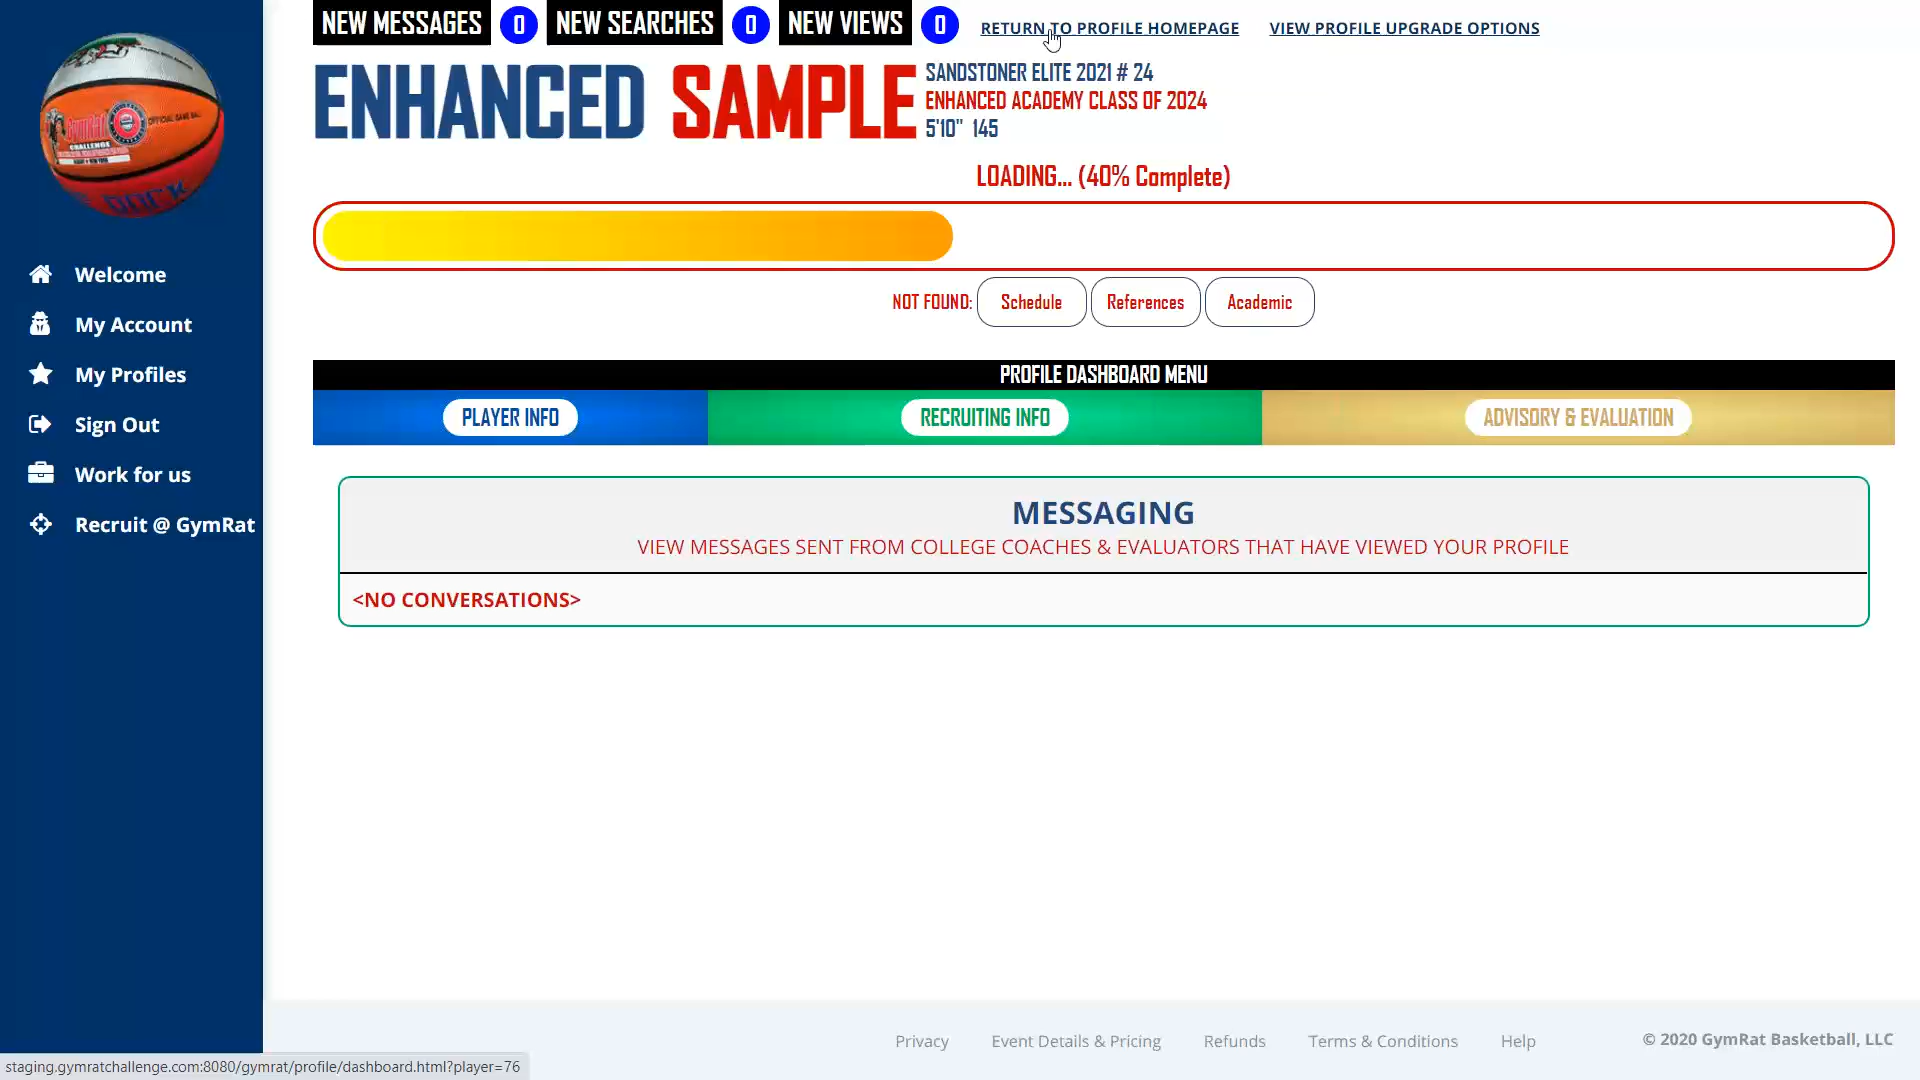 NEW MESSAGES 0 NEW SEARCHES 0 NEW VIEWS 0 RETURN TO PROFILE HOMEPAGE VIEW PROFILE UPGRADE OPTIONS
ENHANCED SAMPLE
SANDSTONER ELITE 2021 # 24
ENHANCED ACADEMY CLASS OF 2024
5'10" 145
LOADING... (40% Complete)
NOT FOUND: Schedule References Academic
GymRat
CHALLENGE
OFFICIAL GAME BALL
Welcome
My Account
My Profiles
Sign Out
Work for us
Recruit @ GymRat
PROFILE DASHBOARD MENU
PLAYER INFO RECRUITING INFO ADVISORY & EVALUATION
MESSAGING
VIEW MESSAGES SENT FROM COLLEGE COACHES & EVALUATORS THAT HAVE VIEWED YOUR PROFILE
<NO CONVERSATIONS>
Privacy Event Details & Pricing Refunds Terms & Conditions Help © 2020 GymRat Basketball, LLC
staging.gymratchallenge.com:8080/gymrat/profile/dashboard.html?player=76